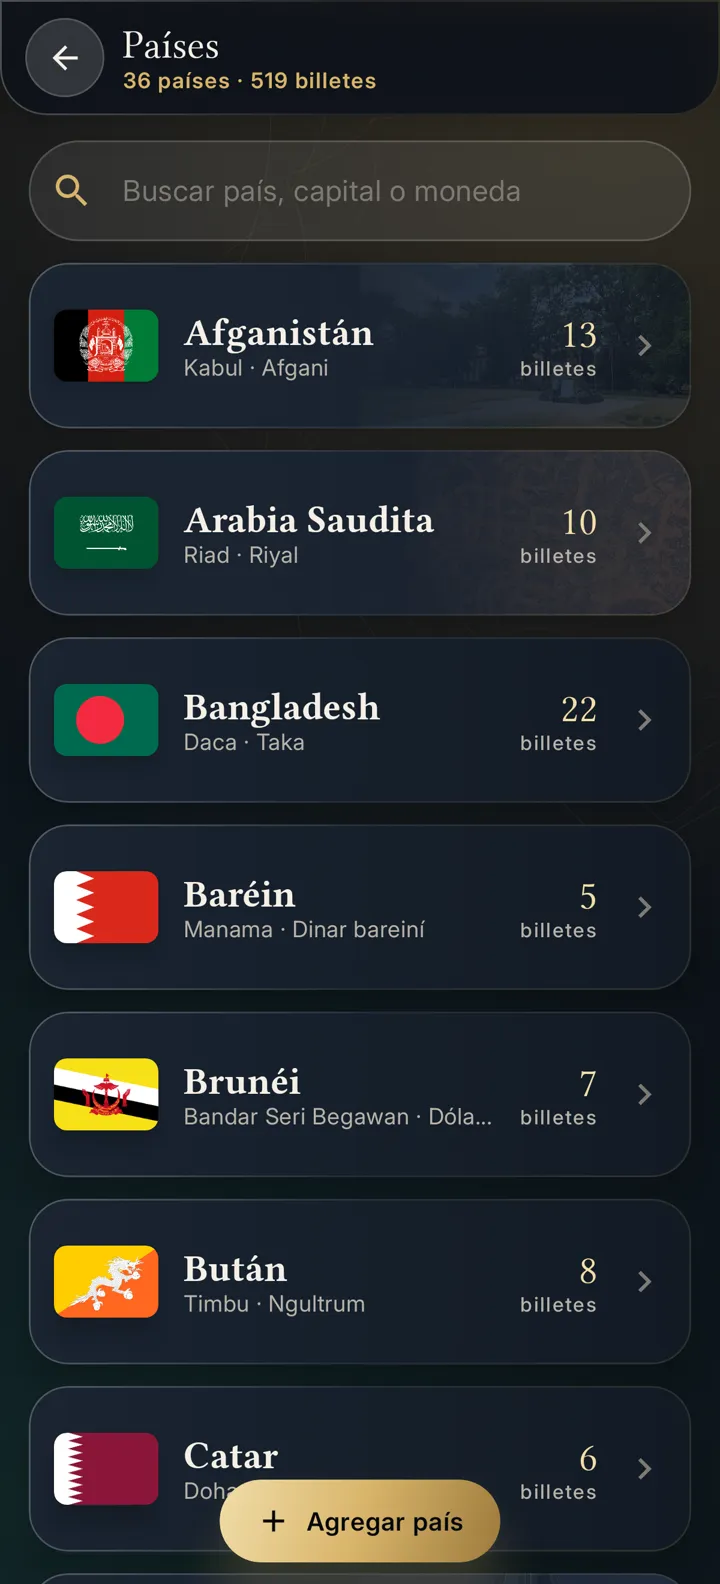 Países
36 países · 519 billetes
Buscar país, capital o moneda
Afganistán
Kabul · Afgani
13
billetes
Arabia Saudita
Riad · Riyal
10
billetes
Bangladesh
Daca · Taka
22
billetes
Baréin
Manama · Dinar bareiní
5
billetes
Brunéi
Bandar Seri Begawan · Dóla...
7
billetes
Bután
Timbu · Ngultrum
8
billetes
Catar
Doha
6
billetes
+ Agregar país